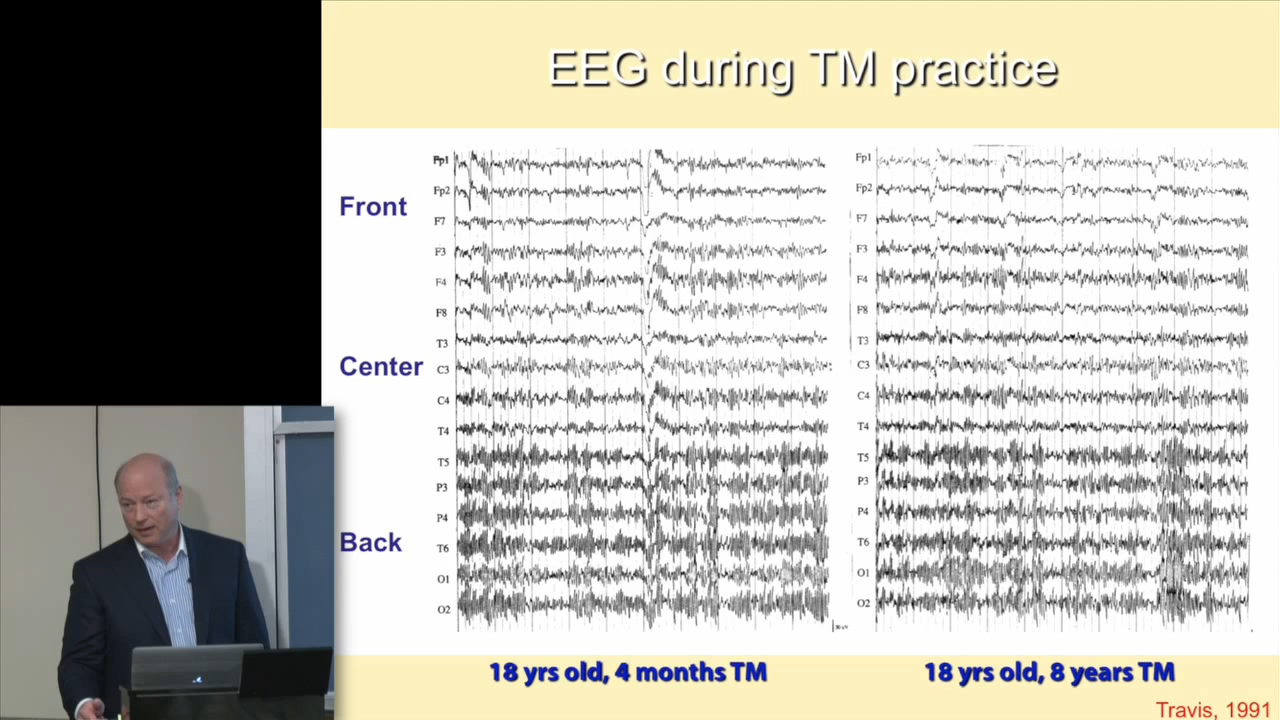 EEG during TM practice
Front
Center
Back
Fp1
Fp2
F7
F3
F4
F8
T3
C3
C4
T4
T5
P3
P4
T6
O1
O2
Fp1
Fp2
F7
F3
F4
F8
T3
C3
C4
T4
T5
P3
P4
T6
O1
O2
18 yrs old, 4 months TM
18 yrs old, 8 years TM
Travis, 1991